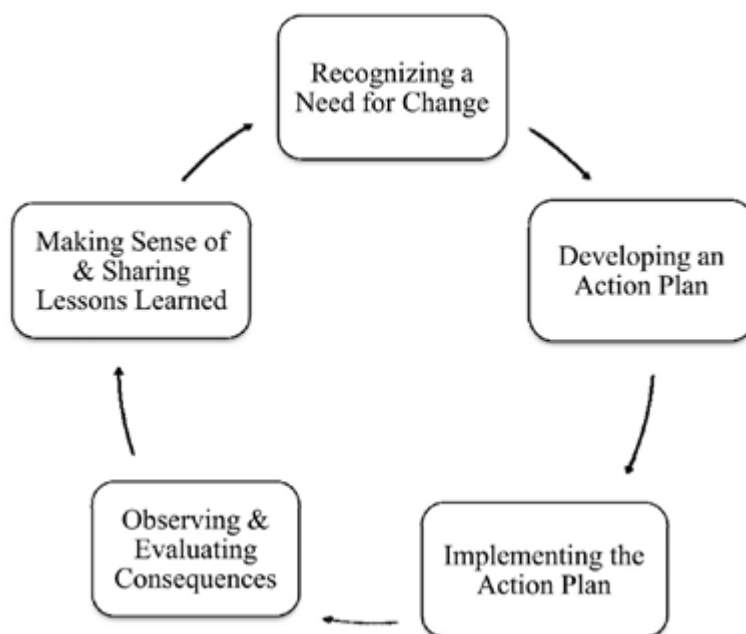 Recognizing a
Need for Change
Developing an
Action Plan
Implementing the
Action Plan
Observing &
Evaluating
Consequences
Making Sense of
& Sharing
Lessons Learned